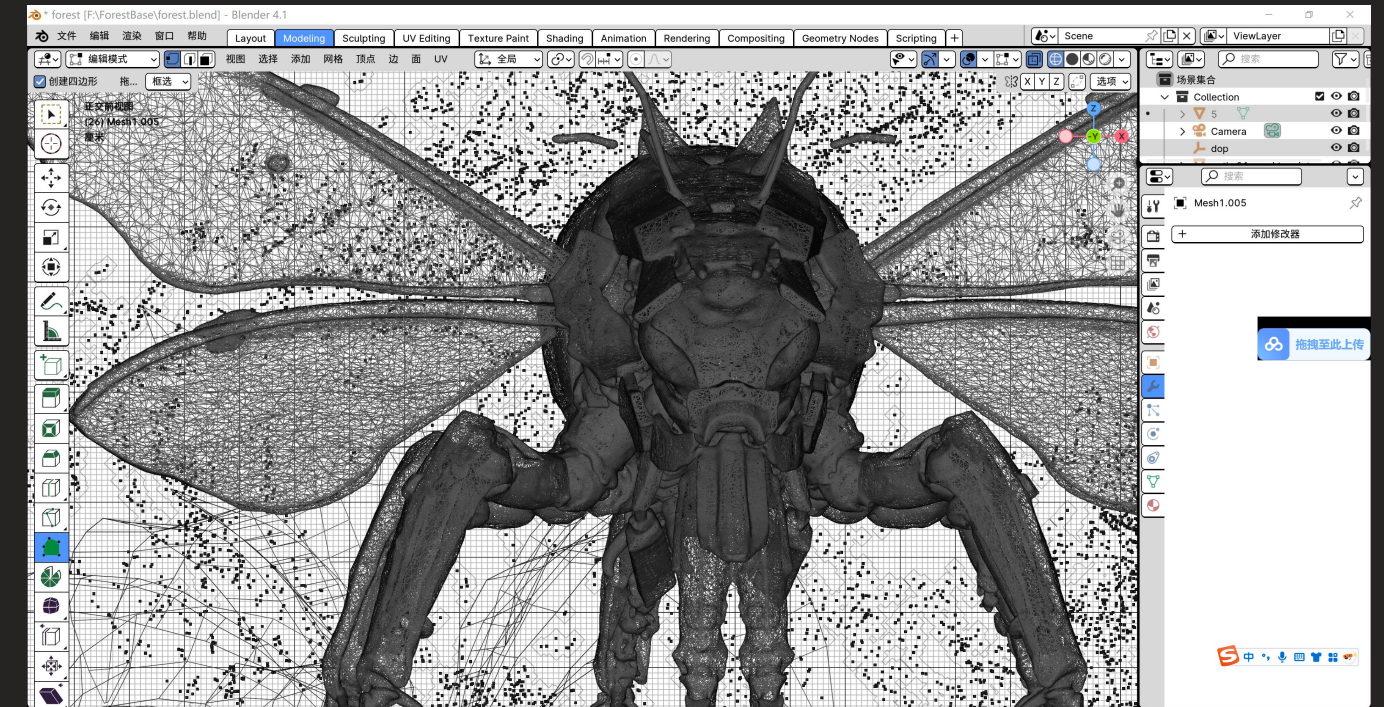 * forest [F:\ForestBase\forest.blend] - Blender 4.1
文件 编辑 渲染 窗口 帮助 Layout Modeling Sculpting UV Editing Texture Paint Shading Animation Rendering Compositing Geometry Nodes Scripting + Scene ViewLayer
编辑模式 视图 选择 添加 网格 顶点 边 面 UV 全局 搜索
创建四边形 拖... 框选 X Y Z 选项
场景集合
Collection
5
Camera
dop
正交前视图
(26) Mesh1.005
厘米
Z
-Y X
搜索
Mesh1.005
+ 添加修改器
拖拽至此上传
中